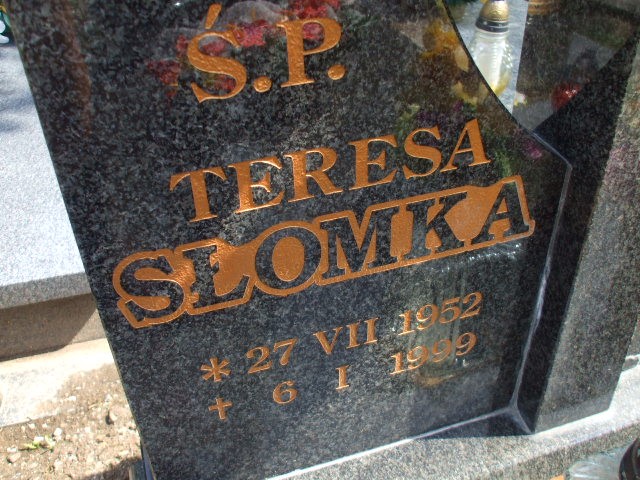 Ś.P.
TERESA
SŁOMKA
* 27 VII 1952
✝ 6 I 1999